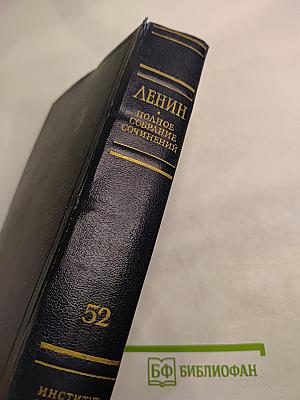 ЛЕНИН
ПОЛНОЕ
СОБРАНИЕ
СОЧИНЕНИЙ
52
БФ БИБЛИОФАН